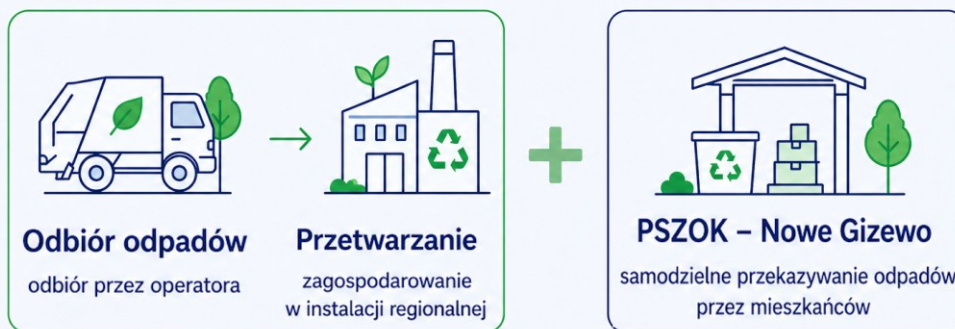 Odbiór odpadów
odbiór przez operatora
Przetwarzanie
zagospodarowanie
w instalacji regionalnej
PSZOK – Nowe Gizewo
samodzielne przekazywanie odpadów
przez mieszkańców